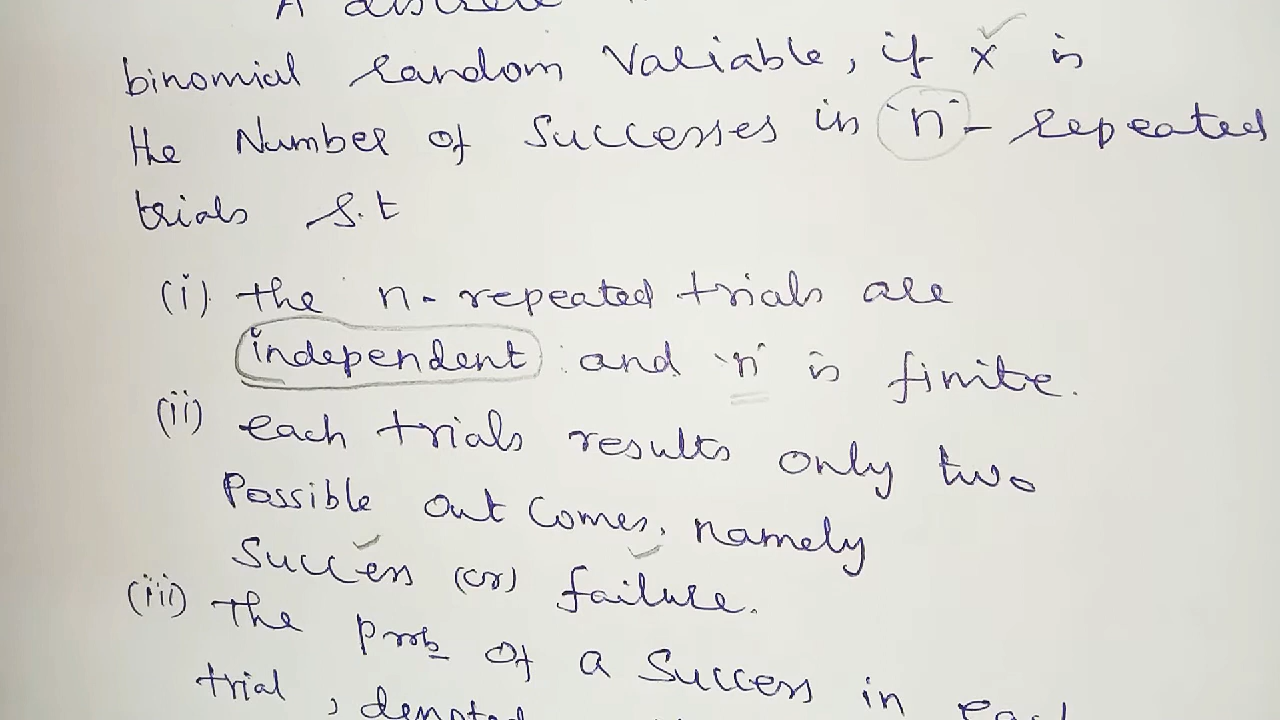 A discrete
binomial random Variable, if X is
the Number of Successes in 'n' - repeated
trials s.t
(i) the n- repeated trials are
independent and 'n' is finite.
(ii) each trials results only two
Possible out comes, namely
Success (or) failure.
(iii) The prob of a Success in each
trial, denoted